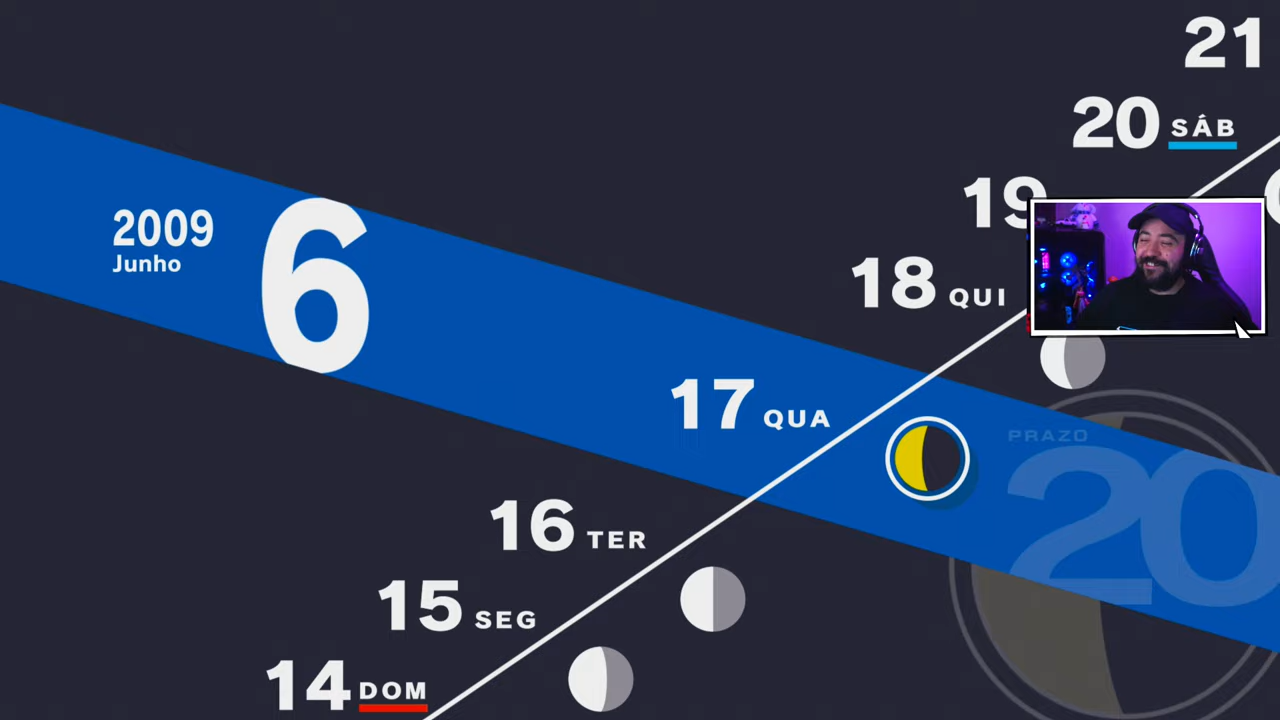 21
20 SÁB
19
2009
Junho
6
18 QUI
17 QUA
PRAZO
20
16 TER
15 SEG
14 DOM